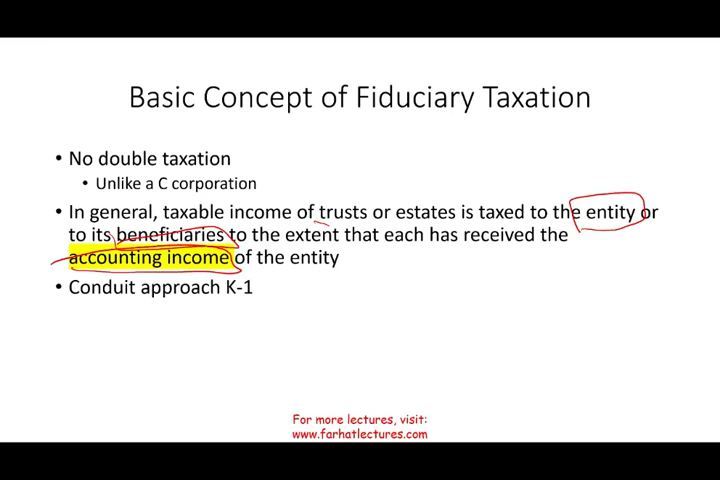 Basic Concept of Fiduciary Taxation
• No double taxation
• Unlike a C corporation
• In general, taxable income of trusts or estates is taxed to the entity or
to its beneficiaries to the extent that each has received the
accounting income of the entity
• Conduit approach K-1
For more lectures, visit:
www.farhatlectures.com